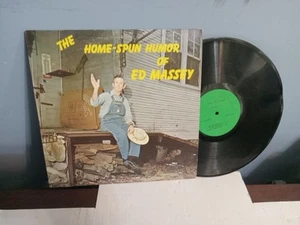 THE
HOME-SPUN HUMOR
OF
ED MASSEY